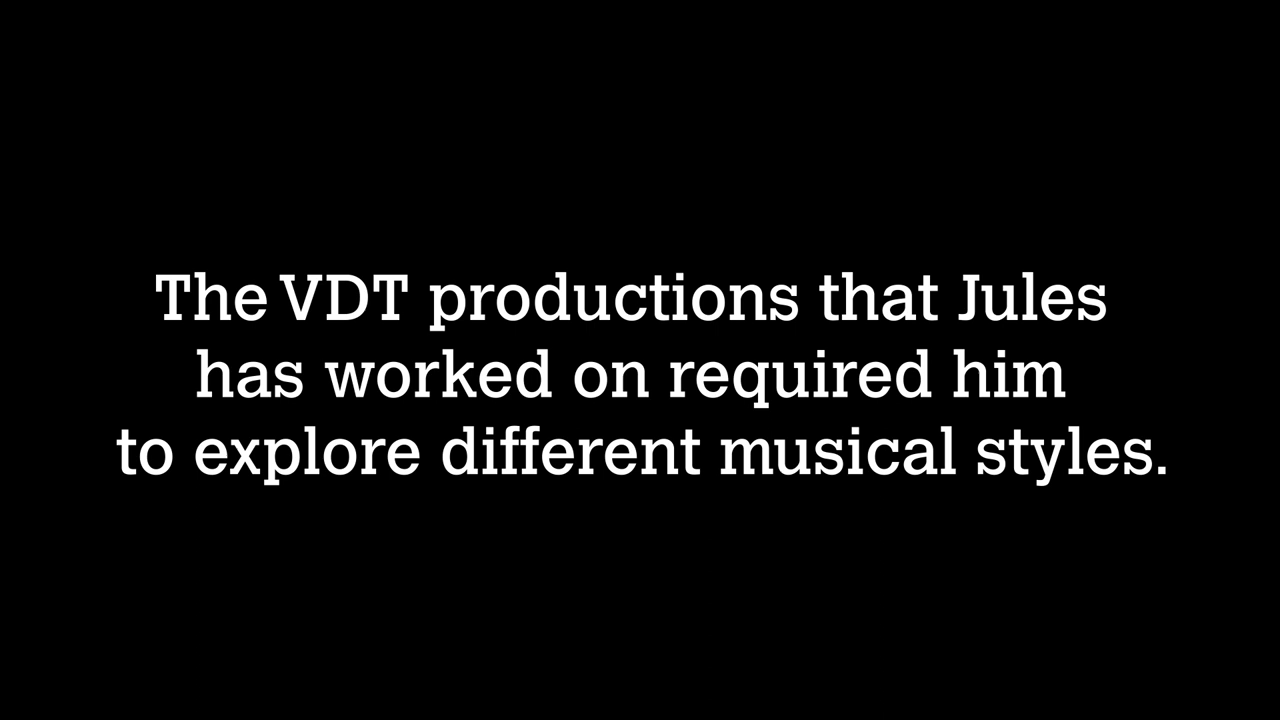 The VDT productions that Jules
has worked on required him
to explore different musical styles.